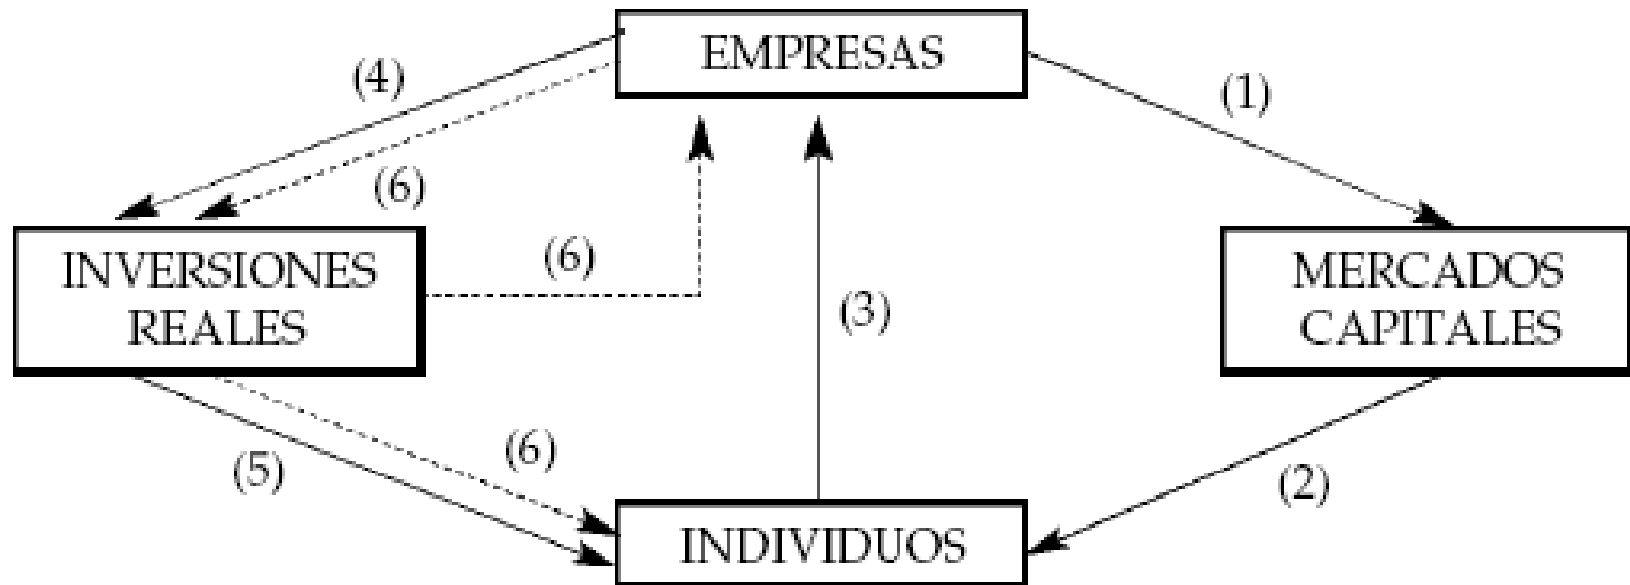 EMPRESAS
(4)
(1)
(6)
INVERSIONES
REALES
(6)
(3)
MERCADOS
CAPITALES
(5)
(6)
(2)
INDIVIDUOS